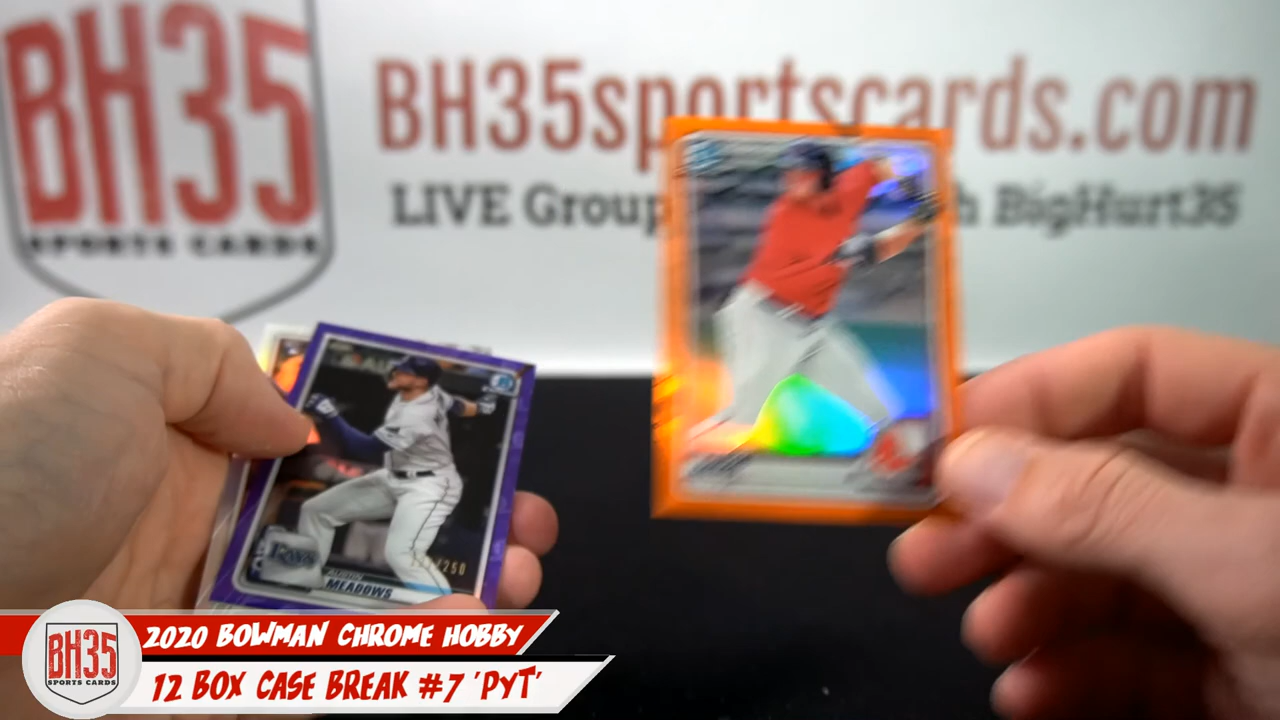 BH35
SPORTS CARDS
BH35sportscards.com
LIVE Group h BigHurt35
RAYS
MEADOWS
/250
BH35
SPORTS CARDS
2020 BOWMAN CHROME HOBBY
12 BOX CASE BREAK #7 'PYT'